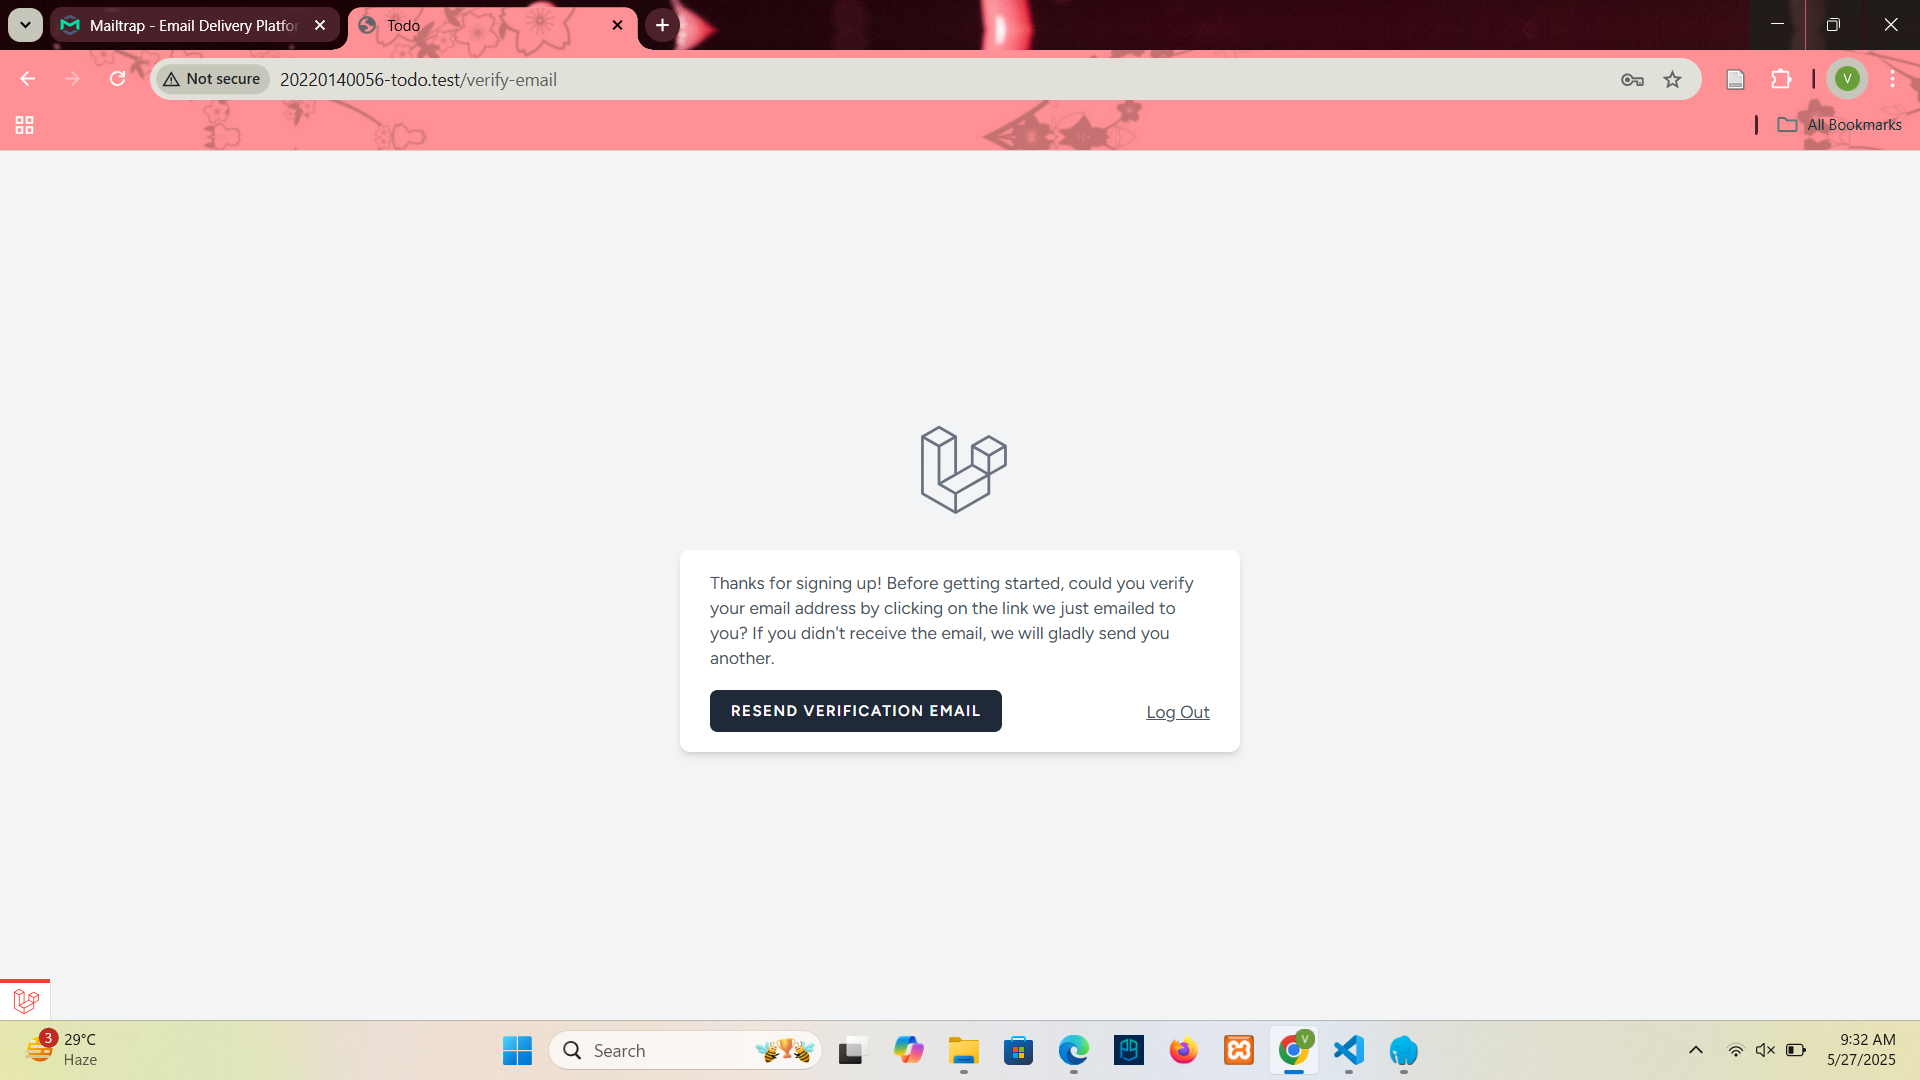 Mailtrap - Email Delivery Platfor
Todo
Not secure
20220140056-todo.test/verify-email
V
All Bookmarks
Thanks for signing up! Before getting started, could you verify
your email address by clicking on the link we just emailed to
you? If you didn't receive the email, we will gladly send you
another.
RESEND VERIFICATION EMAIL
Log Out
3
29°C
Haze
Search
V
9:32 AM
5/27/2025